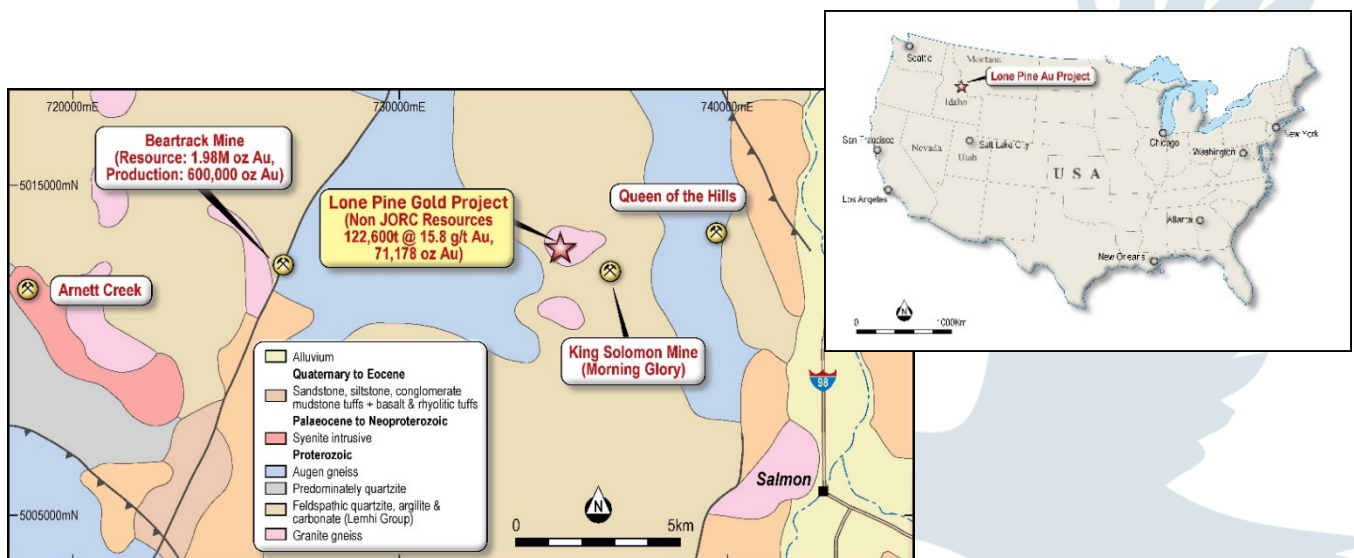 720000mE
730000mE
740000mE
5015000mN
5005000mN
Beartrack Mine
(Resource: 1.98M oz Au,
Production: 600,000 oz Au)
Lone Pine Gold Project
(Non JORC Resources
122,600t @ 15.8 g/t Au,
71,178 oz Au)
Queen of the Hills
Arnett Creek
King Solomon Mine
(Morning Glory)
98
Salmon
Alluvium
Quaternary to Eocene
Sandstone, siltstone, conglomerate
mudstone tuffs + basalt & rhyolitic tuffs
Palaeocene to Neoproterozoic
Syenite intrusive
Proterozoic
Augen gneiss
Predominately quartzite
Feldspathic quartzite, argilite &
carbonate (Lemhi Group)
Granite gneiss
N
0
5km
Seattle
Montana
Lone Pine Au Project
Idaho
San Francisco
Nevada
Utah
Salt Lake City
Chicago
New York
Washington
USA
Los Angeles
Atlanta
New Orleans
N
0
1000Km